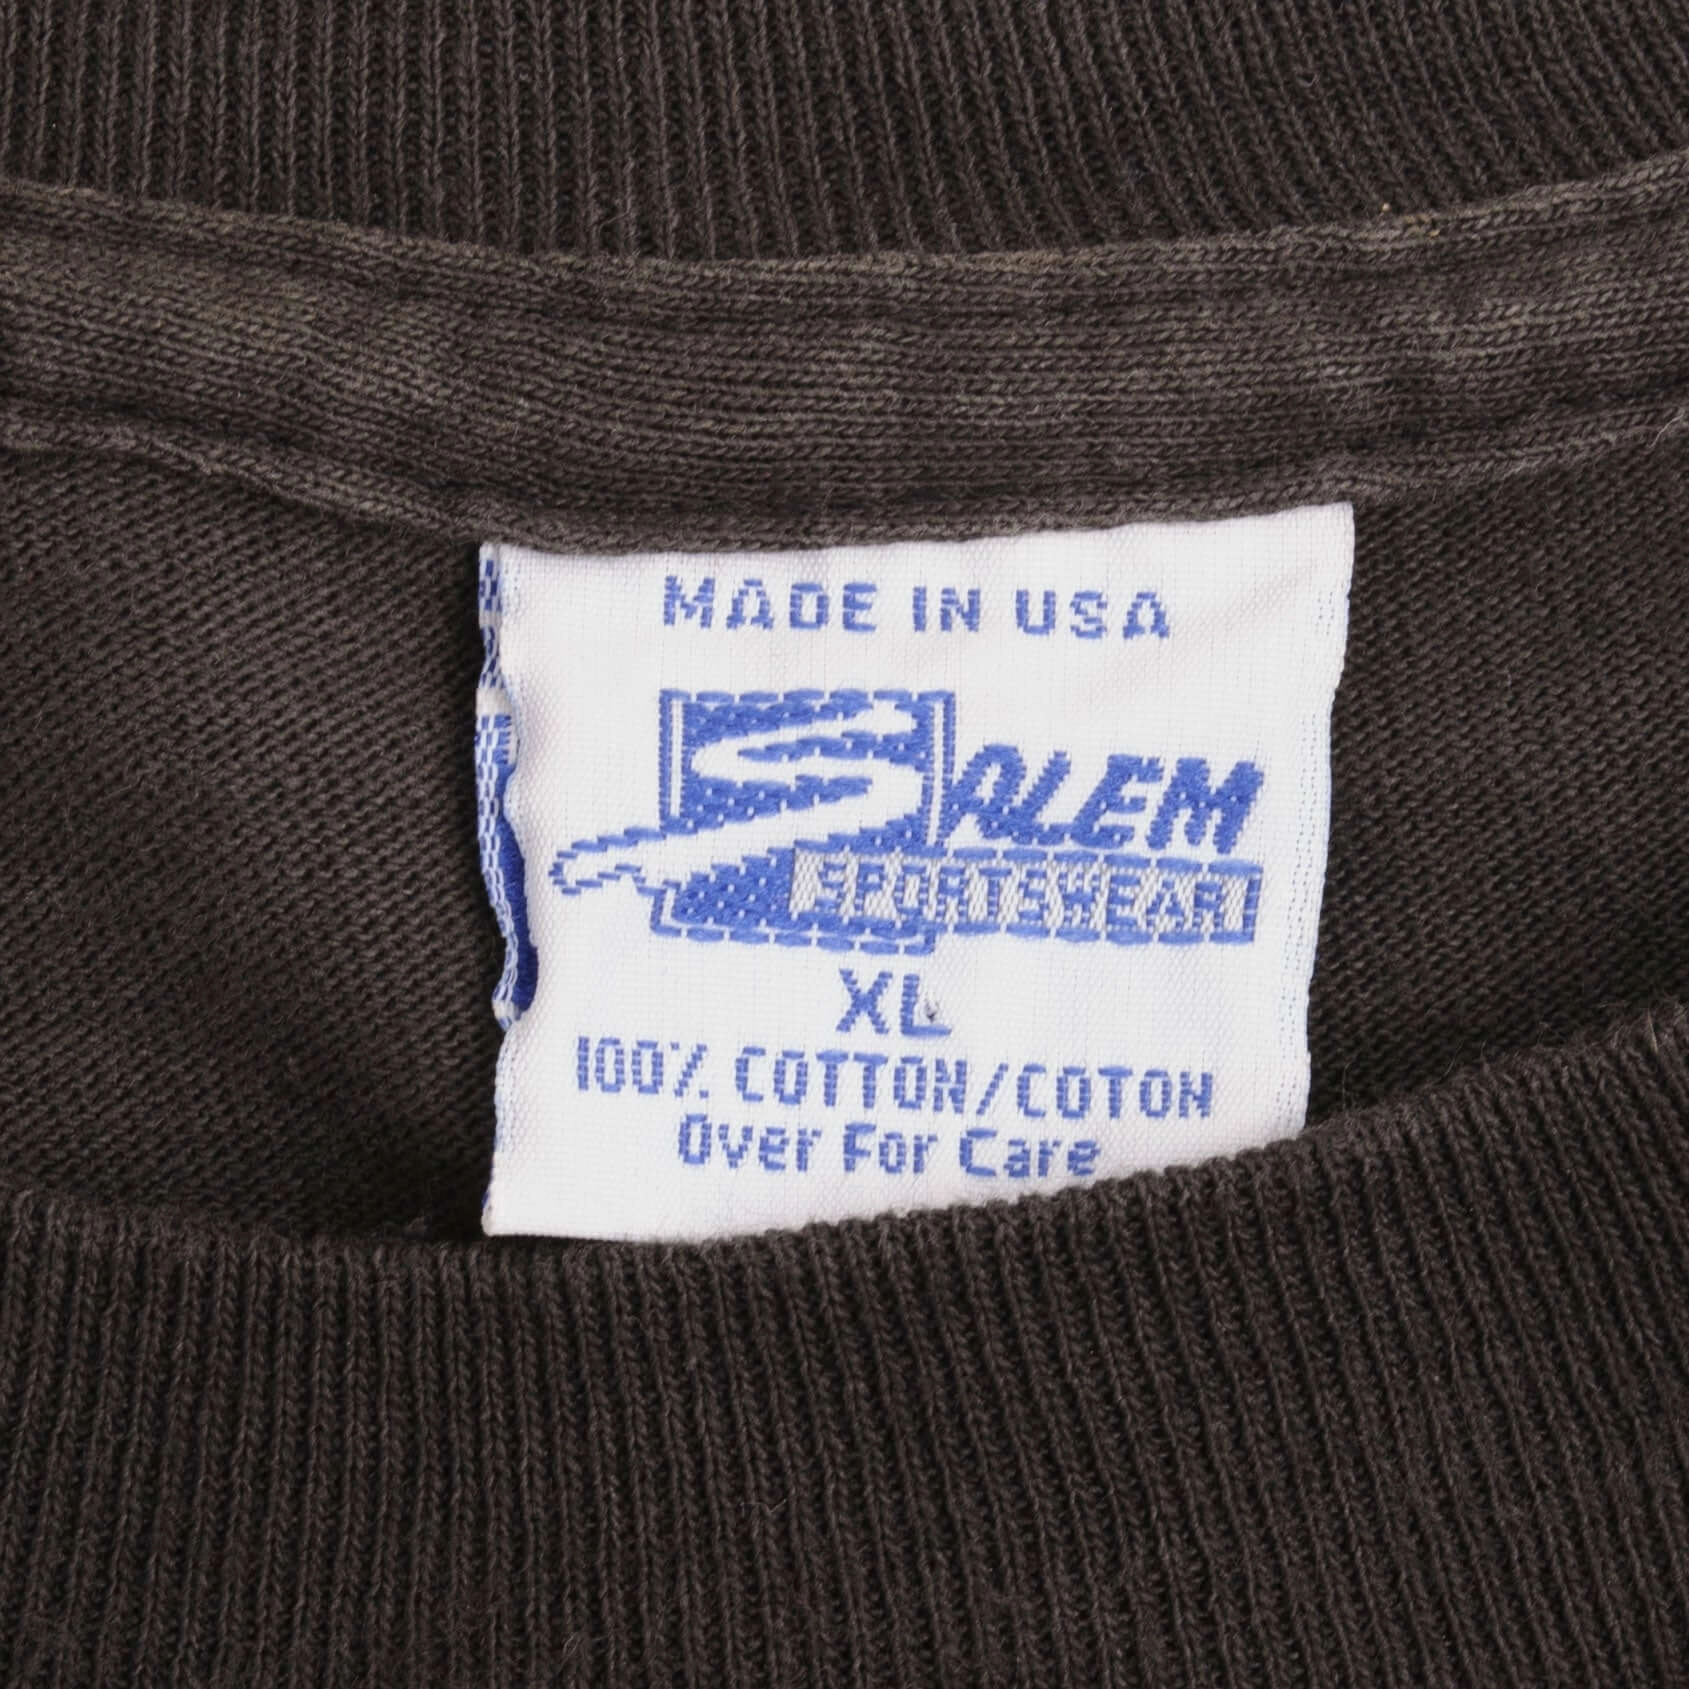 MADE IN USA
SALEM
SPORTSWEAR
XL
100% COTTON/COTON
Over For Care